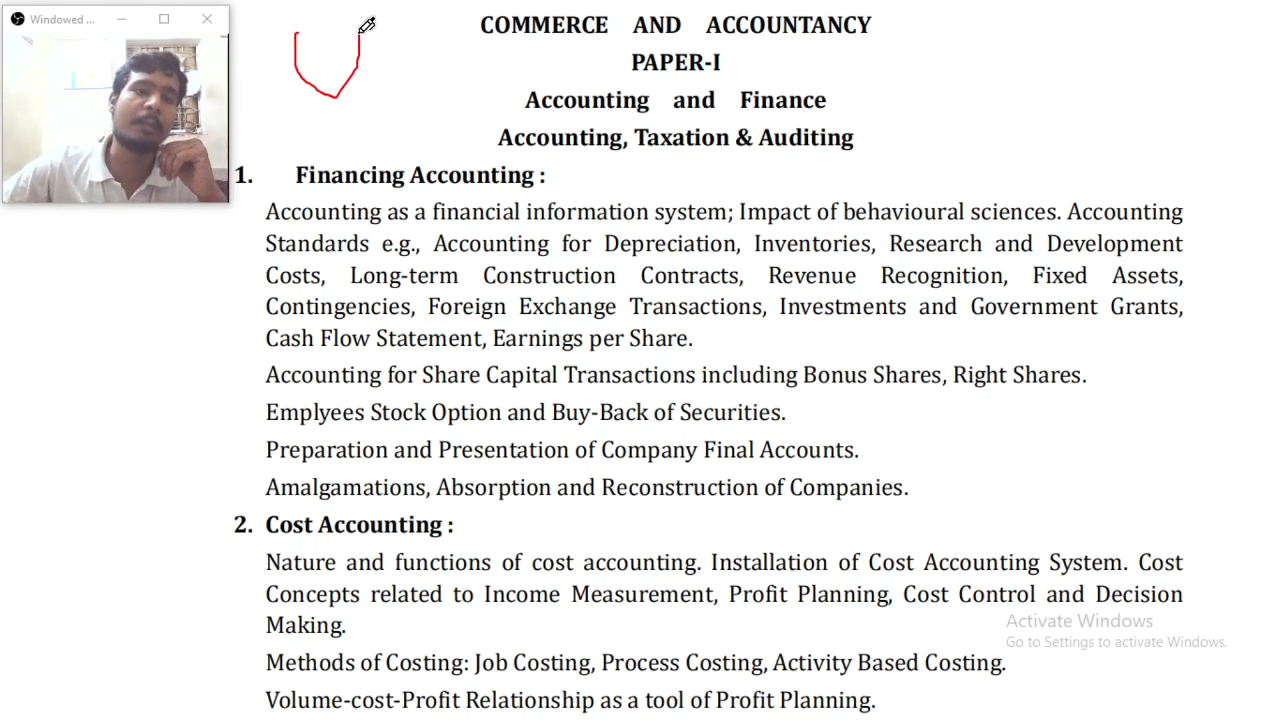 Windowed ...
COMMERCE AND ACCOUNTANCY
PAPER-I
Accounting and Finance
Accounting, Taxation & Auditing
1. Financing Accounting :
Accounting as a financial information system; Impact of behavioural sciences. Accounting
Standards e.g., Accounting for Depreciation, Inventories, Research and Development
Costs, Long-term Construction Contracts, Revenue Recognition, Fixed Assets,
Contingencies, Foreign Exchange Transactions, Investments and Government Grants,
Cash Flow Statement, Earnings per Share.
Accounting for Share Capital Transactions including Bonus Shares, Right Shares.
Emplyees Stock Option and Buy-Back of Securities.
Preparation and Presentation of Company Final Accounts.
Amalgamations, Absorption and Reconstruction of Companies.
2. Cost Accounting :
Nature and functions of cost accounting. Installation of Cost Accounting System. Cost
Concepts related to Income Measurement, Profit Planning, Cost Control and Decision
Making.
Methods of Costing: Job Costing, Process Costing, Activity Based Costing.
Volume-cost-Profit Relationship as a tool of Profit Planning.
Activate Windows
Go to Settings to activate Windows.